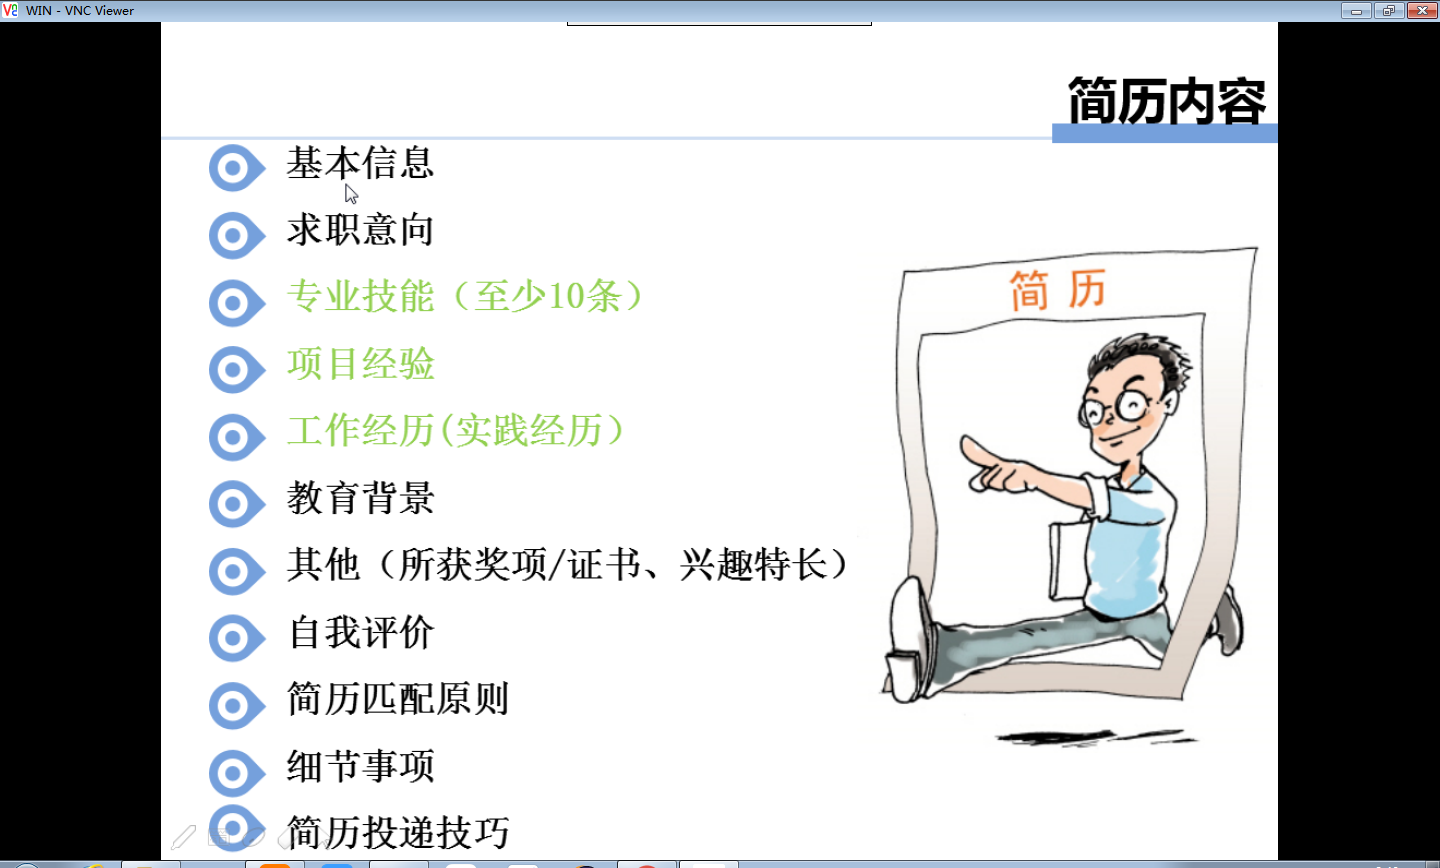 WIN - VNC Viewer
简历内容
基本信息
求职意向
专业技能（至少10条）
项目经验
工作经历(实践经历）
教育背景
其他（所获奖项/证书、兴趣特长）
自我评价
简历匹配原则
细节事项
简历投递技巧
简 历